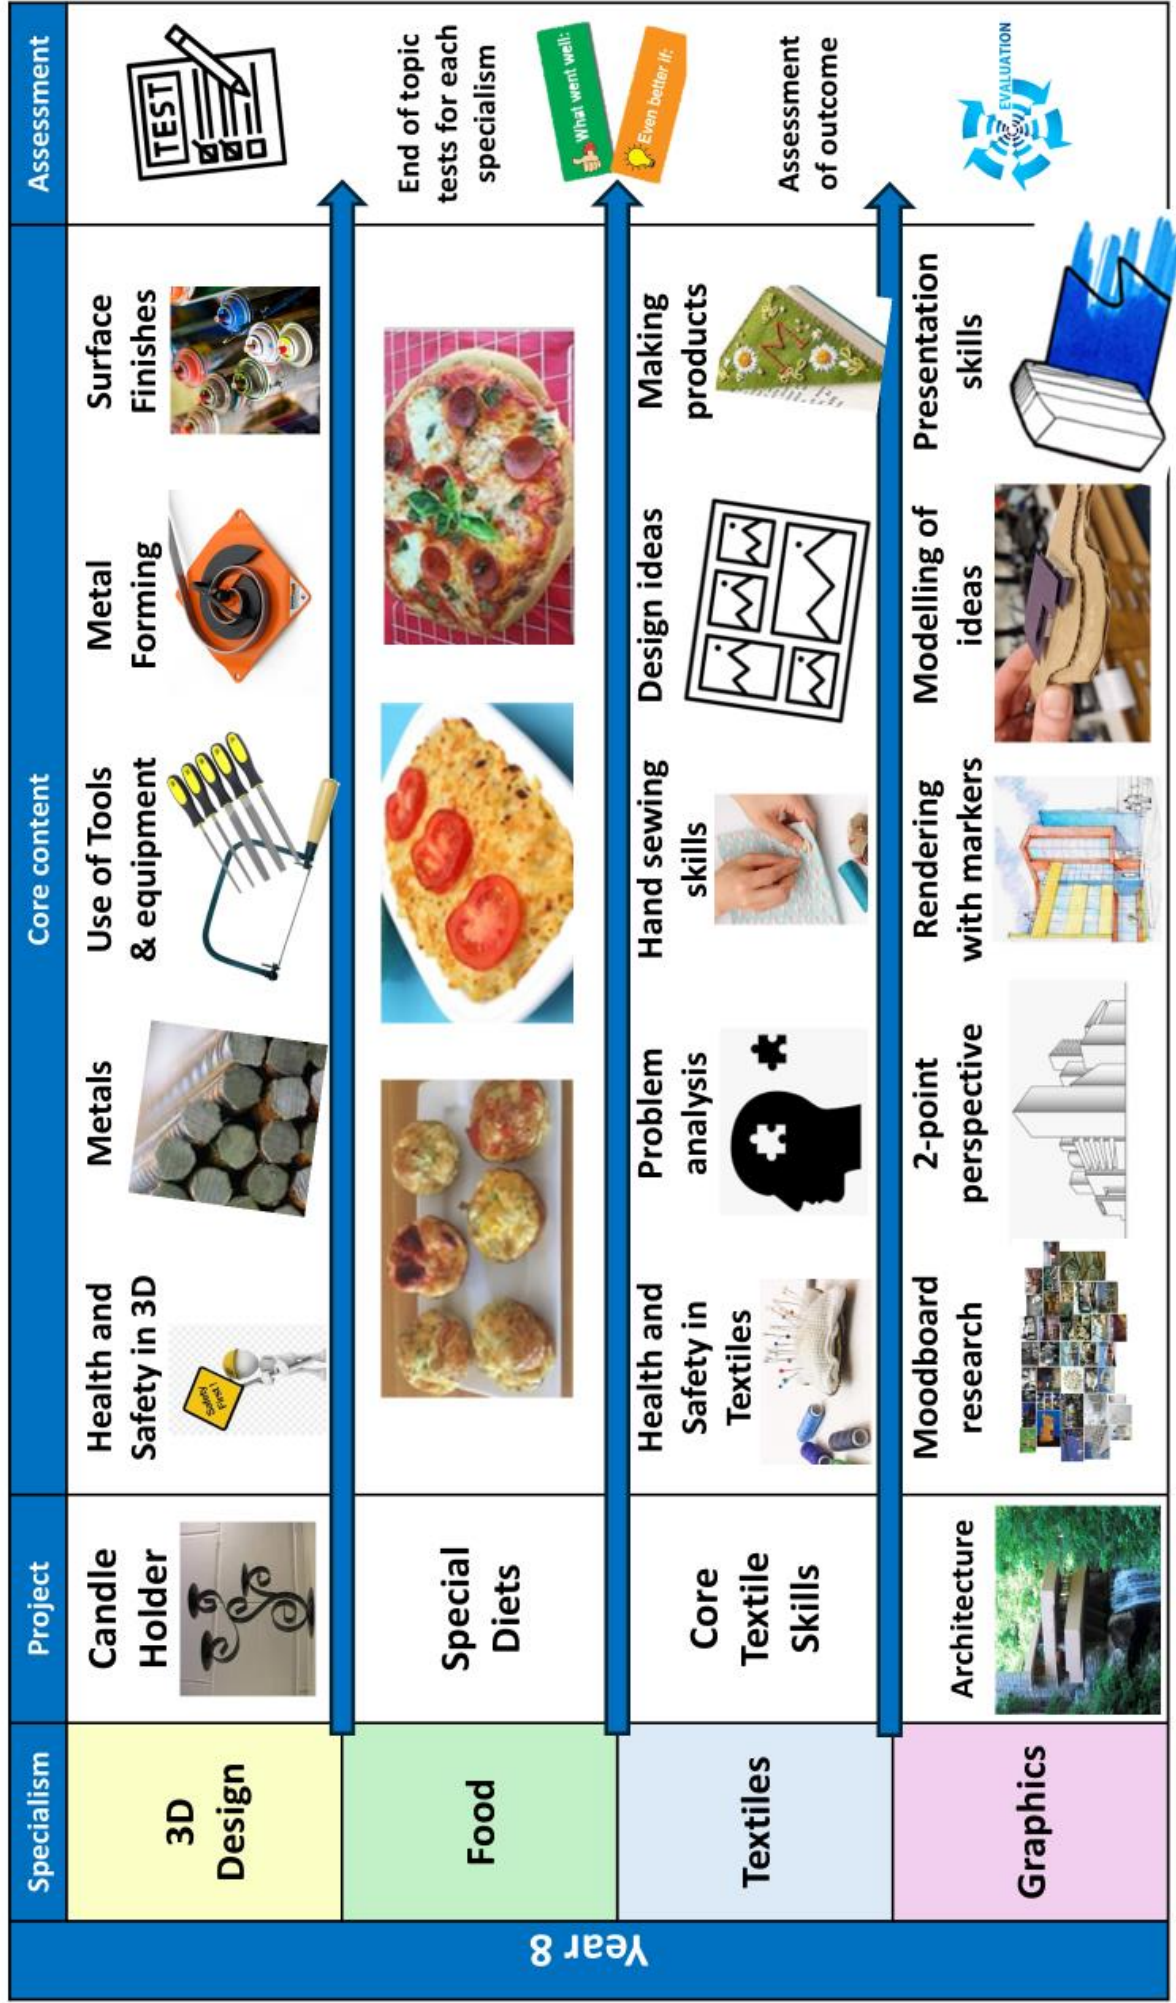 Year 8
Specialism
Project
Core content
Assessment
3D
Design
Candle
Holder
Health and
Safety in 3D
Safety
First!
Metals
Use of Tools
& equipment
Metal
Forming
Surface
Finishes
TEST
Food
Special
Diets
End of topic
tests for each
specialism
What went well:
Even better if:
Textiles
Core
Textile
Skills
Health and
Safety in
Textiles
Problem
analysis
Hand sewing
skills
Design ideas
Making
products
M
Assessment
of outcome
Graphics
Architecture
Moodboard
research
2-point
perspective
Rendering
with markers
Modelling of
ideas
Presentation
skills
EVALUATION